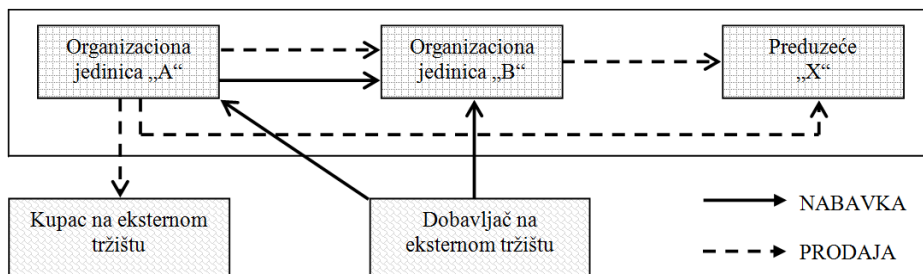 Organizaciona
jedinica „A“
Organizaciona
jedinica „B“
Preduzeće
„X“
Kupac na eksternom
tržištu
Dobavljač na
eksternom tržištu
NABAVKA
PRODAJA